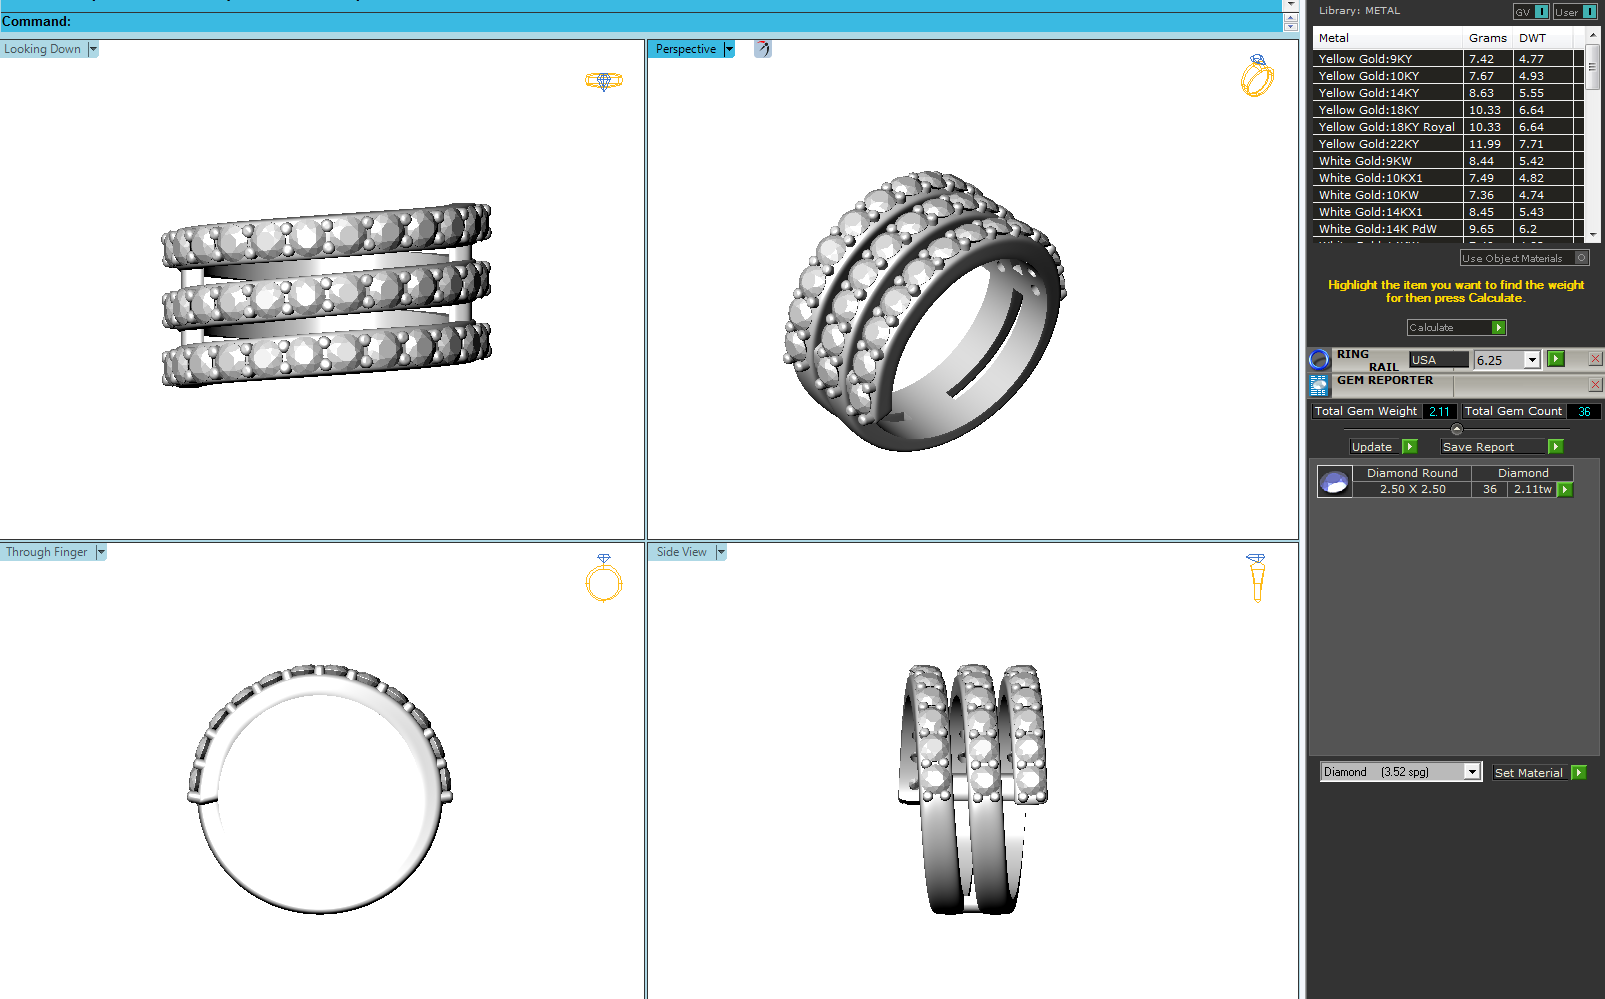 Command:
Looking Down
Perspective
Through Finger
Side View
Library: METAL
GV I User I
Metal Grams DWT
Yellow Gold:9KY 7.42 4.77
Yellow Gold:10KY 7.67 4.93
Yellow Gold:14KY 8.63 5.55
Yellow Gold:18KY 10.33 6.64
Yellow Gold:18KY Royal 10.33 6.64
Yellow Gold:22KY 11.99 7.71
White Gold:9KW 8.44 5.42
White Gold:10KX1 7.49 4.82
White Gold:10KW 7.36 4.74
White Gold:14KX1 8.45 5.43
White Gold:14K PdW 9.65 6.2
Use Object Materials
Highlight the item you want to find the weight
for then press Calculate.
Calculate
RING
RAIL USA 6.25
GEM REPORTER
Total Gem Weight 2.11 Total Gem Count 36
Update Save Report
Diamond Round Diamond
2.50 X 2.50 36 2.11tw
Diamond (3.52 spg) Set Material